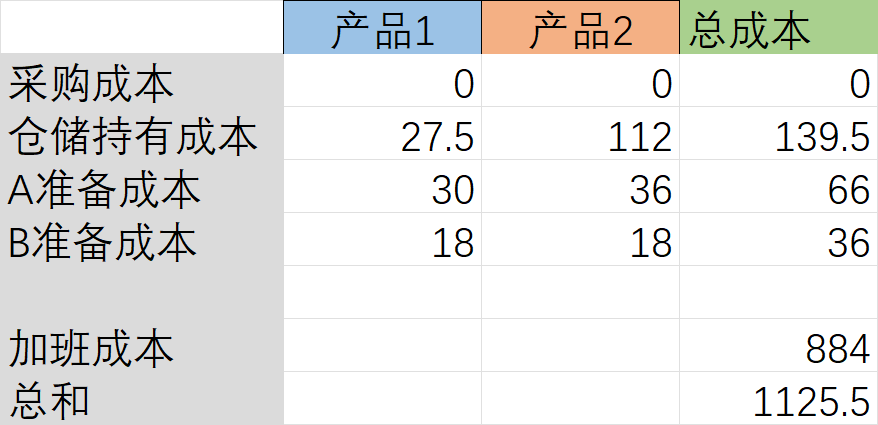 产品1 产品2 总成本
采购成本 0 0 0
仓储持有成本 27.5 112 139.5
A准备成本 30 36 66
B准备成本 18 18 36
加班成本 884
总和 1125.5